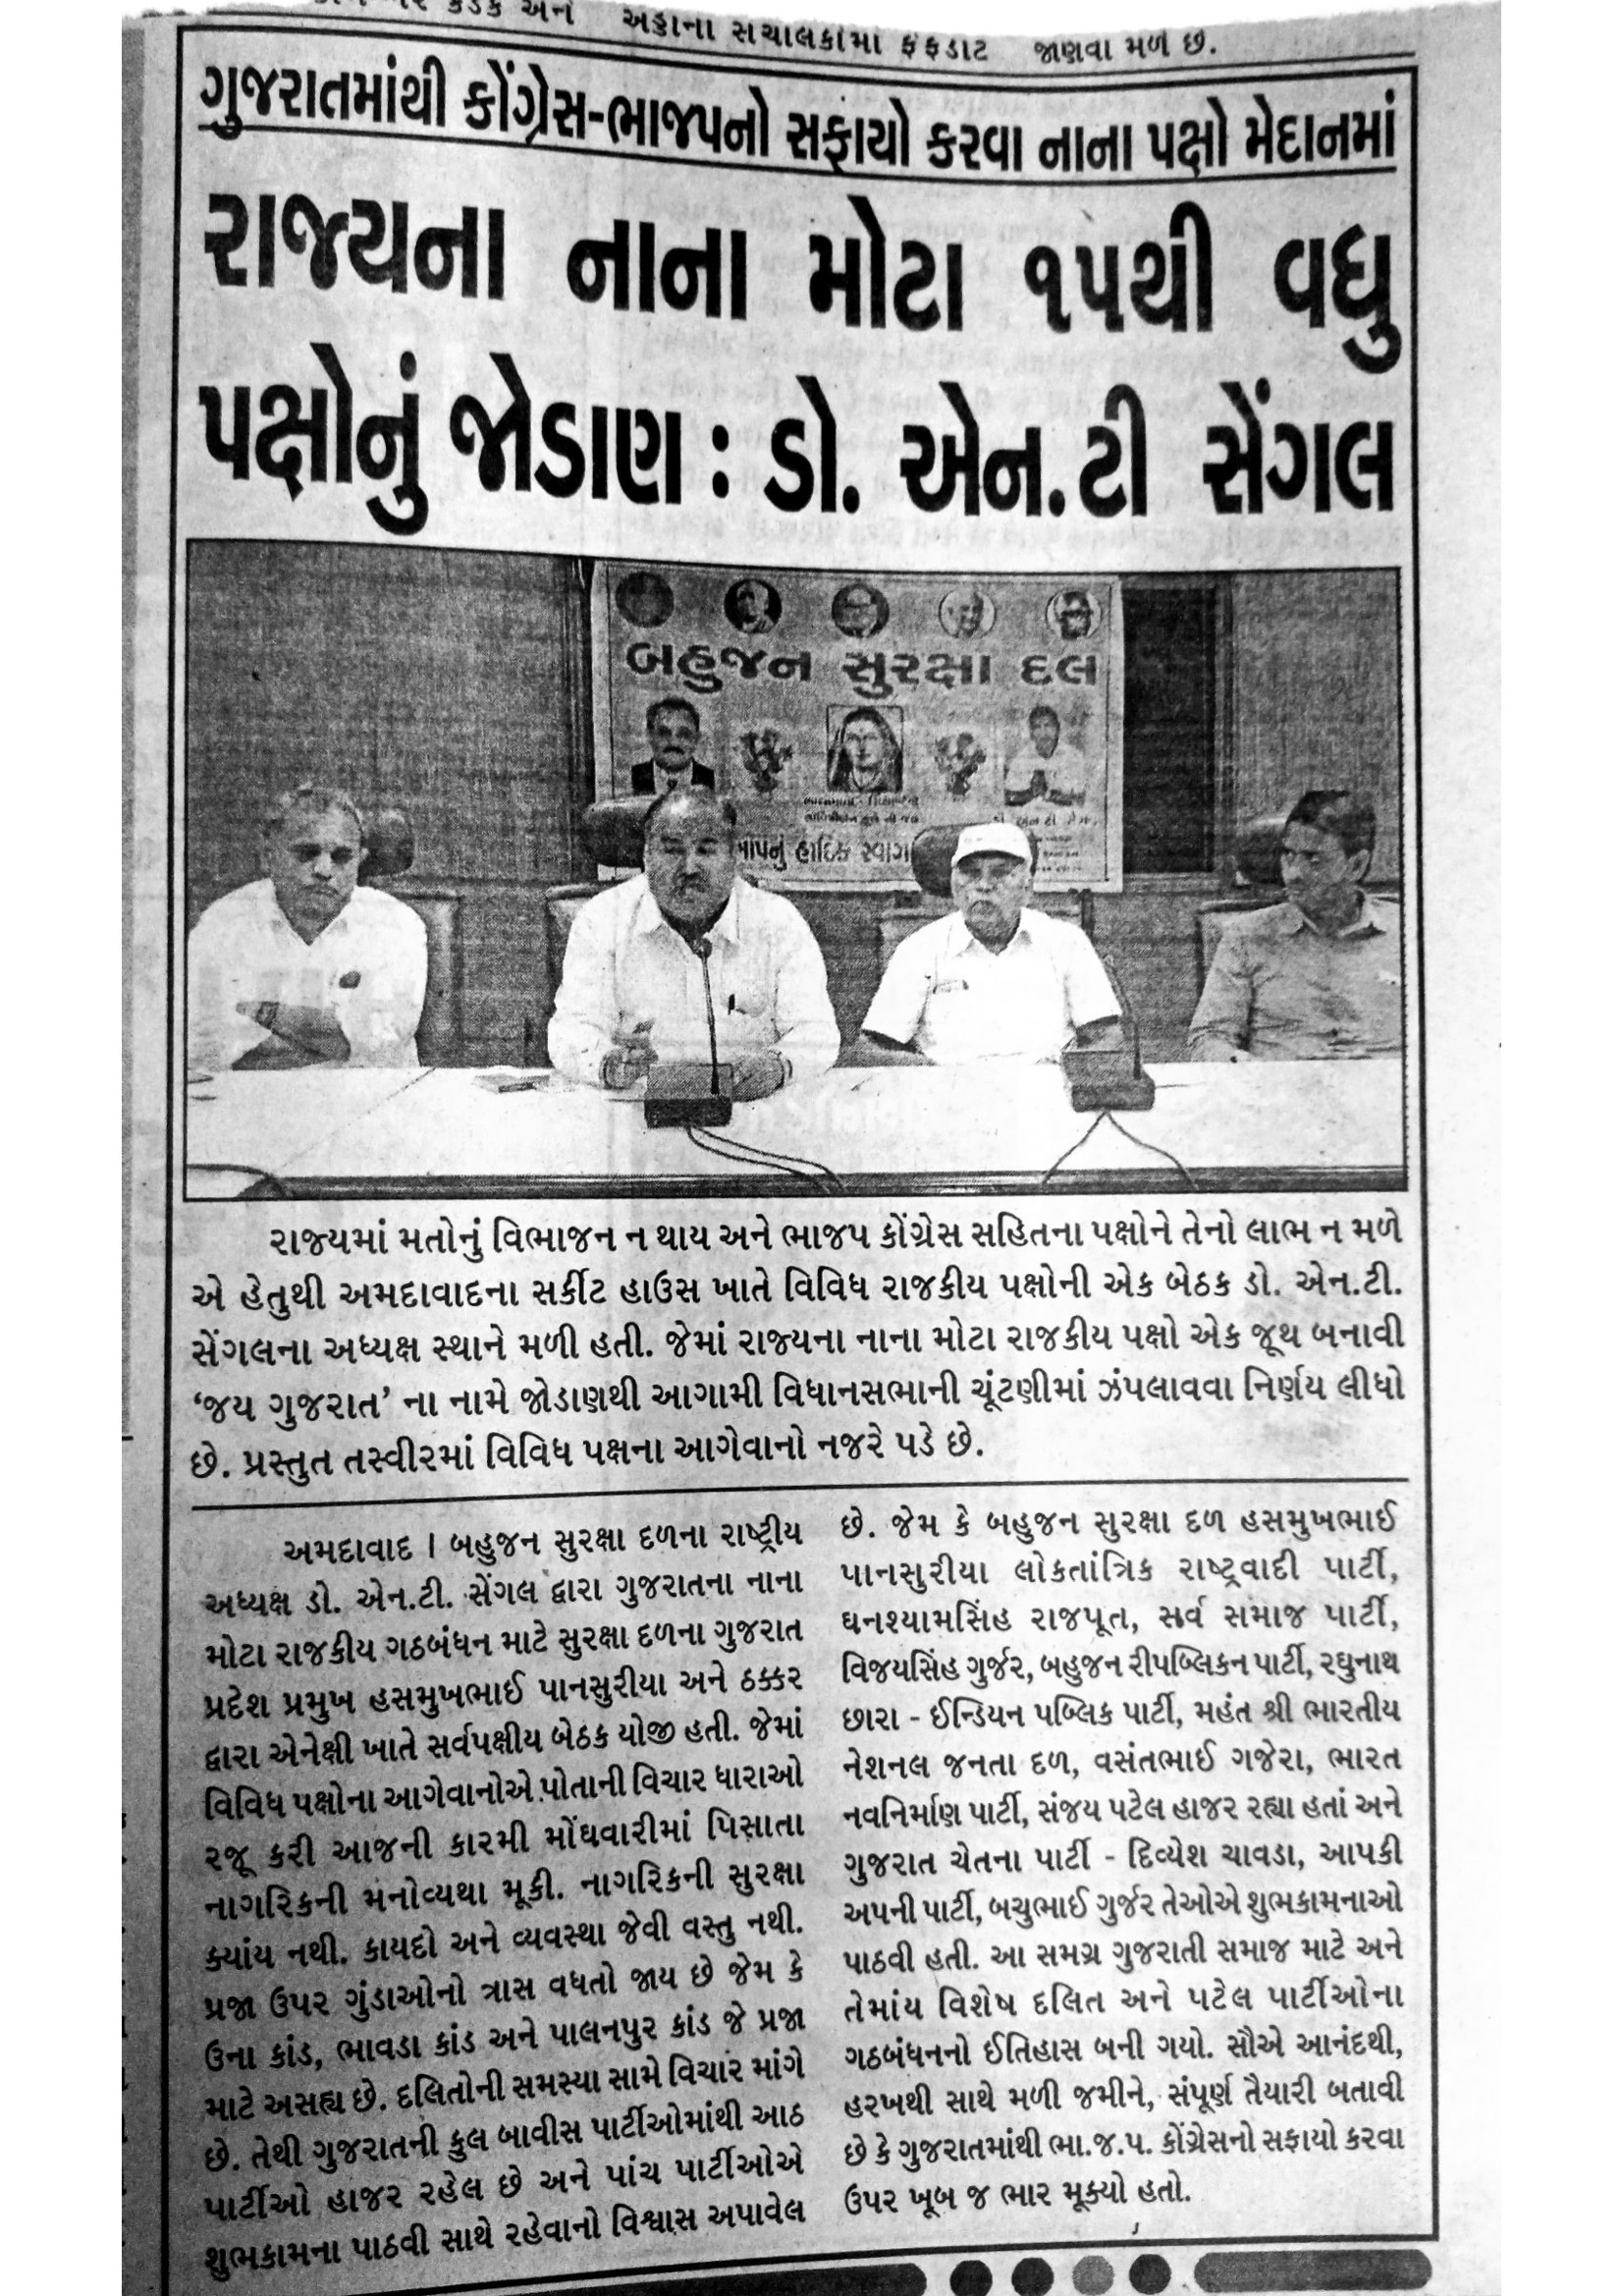 અડ્ડાના સંચાલકોમાં ફફડાટ જાણવા મળે છે.
ગુજરાતમાંથી કોંગ્રેસ-ભાજપનો સફાયો કરવા નાના પક્ષો મેદાનમાં
રાજ્યના નાના મોટા ૧૫થી વધુ
પક્ષોનું જોડાણ : ડો. એન.ટી સેંગલ
બહુજન સુરક્ષા દલ
રાજ્યમાં મતોનું વિભાજન ન થાય અને ભાજપ કોંગ્રેસ સહિતના પક્ષોને તેનો લાભ ન મળે
એ હેતુથી અમદાવાદના સર્કીટ હાઉસ ખાતે વિવિધ રાજકીય પક્ષોની એક બેઠક ડો. એન.ટી.
સેંગલના અધ્યક્ષ સ્થાને મળી હતી. જેમાં રાજ્યના નાના મોટા રાજકીય પક્ષો એક જૂથ બનાવી
‘જય ગુજરાત’ ના નામે જોડાણથી આગામી વિધાનસભાની ચૂંટણીમાં ઝંપલાવવા નિર્ણય લીધો
છે. પ્રસ્તુત તસ્વીરમાં વિવિધ પક્ષના આગેવાનો નજરે પડે છે.
અમદાવાદ । બહુજન સુરક્ષા દળના રાષ્ટ્રીય
અધ્યક્ષ ડો. એન.ટી. સેંગલ દ્વારા ગુજરાતના નાના
મોટા રાજકીય ગઠબંધન માટે સુરક્ષા દળના ગુજરાત
પ્રદેશ પ્રમુખ હસમુખભાઈ પાનસુરીયા અને ઠક્કર
દ્વારા એનેક્ષી ખાતે સર્વપક્ષીય બેઠક યોજી હતી. જેમાં
વિવિધ પક્ષોના આગેવાનોએ પોતાની વિચાર ધારાઓ
રજૂ કરી આજની કારમી મોંઘવારીમાં પિસાતા
નાગરિકની મનોવ્યથા મૂકી. નાગરિકની સુરક્ષા
ક્યાંય નથી. કાયદો અને વ્યવસ્થા જેવી વસ્તુ નથી.
પ્રજા ઉપર ગુંડાઓનો ત્રાસ વધતો જાય છે જેમ કે
ઉના કાંડ, ભાવડા કાંડ અને પાલનપુર કાંડ જે પ્રજા
માટે અસહ્ય છે. દલિતોની સમસ્યા સામે વિચાર માંગે
છે. તેથી ગુજરાતની કુલ બાવીસ પાર્ટીઓમાંથી આઠ
પાર્ટીઓ હાજર રહેલ છે અને પાંચ પાર્ટીઓએ
શુભકામના પાઠવી સાથે રહેવાનો વિશ્વાસ અપાવેલ
છે. જેમ કે બહુજન સુરક્ષા દળ હસમુખભાઈ
પાનસુરીયા લોકતાંત્રિક રાષ્ટ્રવાદી પાર્ટી,
ઘનશ્યામસિંહ રાજપૂત, સર્વ સમાજ પાર્ટી,
વિજયસિંહ ગુર્જર, બહુજન રીપબ્લિકન પાર્ટી, રઘુનાથ
છારા - ઈન્ડિયન પબ્લિક પાર્ટી, મહંત શ્રી ભારતીય
નેશનલ જનતા દળ, વસંતભાઈ ગજેરા, ભારત
નવનિર્માણ પાર્ટી, સંજય પટેલ હાજર રહ્યા હતાં અને
ગુજરાત ચેતના પાર્ટી - દિવ્યેશ ચાવડા, આપકી
અપની પાર્ટી, બચુભાઈ ગુર્જર તેઓએ શુભકામનાઓ
પાઠવી હતી. આ સમગ્ર ગુજરાતી સમાજ માટે અને
તેમાંય વિશેષ દલિત અને પટેલ પાર્ટીઓના
ગઠબંધનનો ઈતિહાસ બની ગયો. સૌએ આનંદથી,
હરખથી સાથે મળી જમીને, સંપૂર્ણ તૈયારી બતાવી
છે કે ગુજરાતમાંથી ભા.જ.પ. કોંગ્રેસનો સફાયો કરવા
ઉપર ખૂબ જ ભાર મૂક્યો હતો.